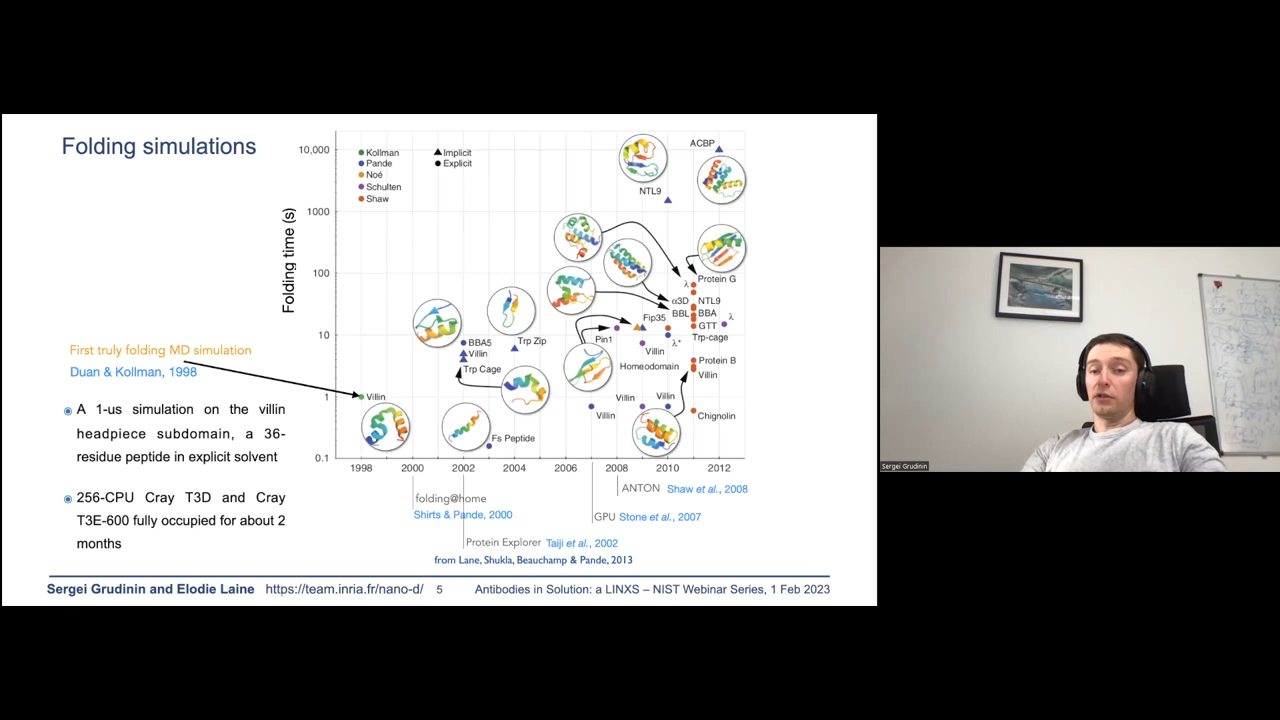 Folding simulations
First truly folding MD simulation
Duan & Kollman, 1998
A 1-us simulation on the villin
headpiece subdomain, a 36-
residue peptide in explicit solvent
256-CPU Cray T3D and Cray
T3E-600 fully occupied for about 2
months
Folding time (s)
10,000
1000
100
10
1
0.1
Kollman
Pande
Noé
Schulten
Shaw
Implicit
Explicit
ACBP
NTL9
Protein G
λ
α3D
NTL9
BBL
BBA
Fip35
GTT
λ
Pin1
λ*
Trp-cage
BBA5
Villin
Trp Cage
Trp Zip
Villin
Homeodomain
Protein B
Villin
Villin
Villin
Villin
Villin
Chignolin
Fs Peptide
1998
2000
2002
2004
2006
2008
2010
2012
folding@home
Shirts & Pande, 2000
Protein Explorer Taiji et al., 2002
GPU Stone et al., 2007
ANTON Shaw et al., 2008
from Lane, Shukla, Beauchamp & Pande, 2013
Sergei Grudinin and Elodie Laine https://team.inria.fr/nano-d/ 5 Antibodies in Solution: a LINXS – NIST Webinar Series, 1 Feb 2023
Sergei Grudinin